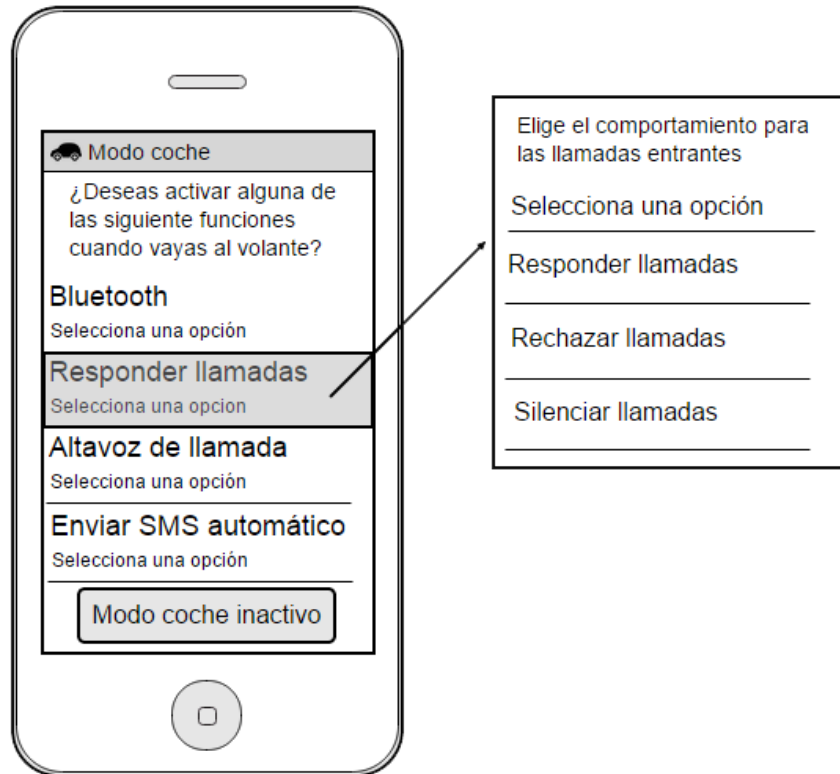 Modo coche
¿Deseas activar alguna de
las siguiente funciones
cuando vayas al volante?
Bluetooth
Selecciona una opción
Responder llamadas
Selecciona una opcion
Altavoz de llamada
Selecciona una opción
Enviar SMS automático
Selecciona una opción
Modo coche inactivo
Elige el comportamiento para
las llamadas entrantes
Selecciona una opción
Responder llamadas
Rechazar llamadas
Silenciar llamadas